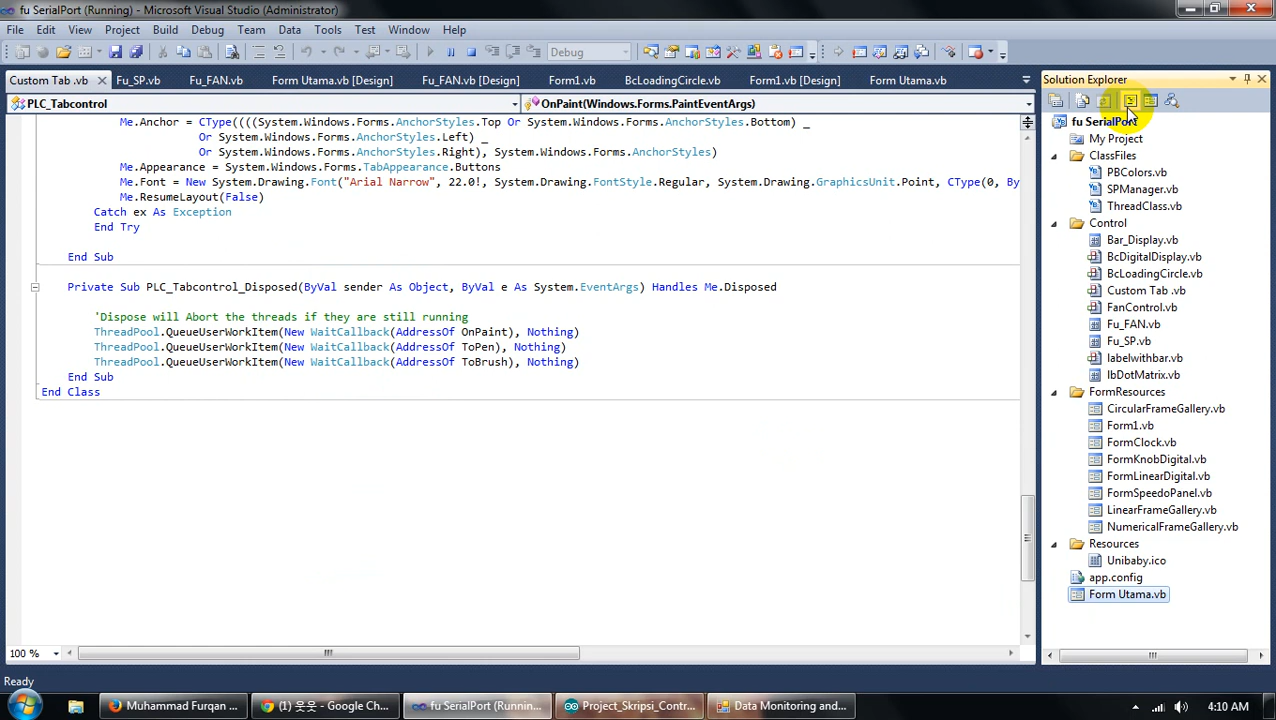 fu SerialPort (Running) - Microsoft Visual Studio (Administrator)
File Edit View Project Build Debug Team Data Tools Test Window Help
Debug
Custom Tab .vb Fu_SP.vb Fu_FAN.vb Form Utama.vb [Design] Fu_FAN.vb [Design] Form1.vb BcLoadingCircle.vb Form1.vb [Design] Form Utama.vb
PLC_Tabcontrol OnPaint(Windows.Forms.PaintEventArgs)
Me.Anchor = CType((((System.Windows.Forms.AnchorStyles.Top Or System.Windows.Forms.AnchorStyles.Bottom) _
Or System.Windows.Forms.AnchorStyles.Left) _
Or System.Windows.Forms.AnchorStyles.Right), System.Windows.Forms.AnchorStyles)
Me.Appearance = System.Windows.Forms.TabAppearance.Buttons
Me.Font = New System.Drawing.Font("Arial Narrow", 22.0!, System.Drawing.FontStyle.Regular, System.Drawing.GraphicsUnit.Point, CType(0, By
Me.ResumeLayout(False)
Catch ex As Exception
End Try
End Sub
Private Sub PLC_Tabcontrol_Disposed(ByVal sender As Object, ByVal e As System.EventArgs) Handles Me.Disposed
'Dispose will Abort the threads if they are still running
ThreadPool.QueueUserWorkItem(New WaitCallback(AddressOf OnPaint), Nothing)
ThreadPool.QueueUserWorkItem(New WaitCallback(AddressOf ToPen), Nothing)
ThreadPool.QueueUserWorkItem(New WaitCallback(AddressOf ToBrush), Nothing)
End Sub
End Class
100 %
Solution Explorer
fu SerialPort
My Project
ClassFiles
PBColors.vb
SPManager.vb
ThreadClass.vb
Control
Bar_Display.vb
BcDigitalDisplay.vb
BcLoadingCircle.vb
Custom Tab .vb
FanControl.vb
Fu_FAN.vb
Fu_SP.vb
labelwithbar.vb
lbDotMatrix.vb
FormResources
CircularFrameGallery.vb
Form1.vb
FormClock.vb
FormKnobDigital.vb
FormLinearDigital.vb
FormSpeedoPanel.vb
LinearFrameGallery.vb
NumericalFrameGallery.vb
Resources
Unibaby.ico
app.config
Form Utama.vb
Ready
Muhammad Furqan ... (1) 웃웃 - Google Ch... fu SerialPort (Runnin... Project_Skripsi_Contr... Data Monitoring and... 4:10 AM